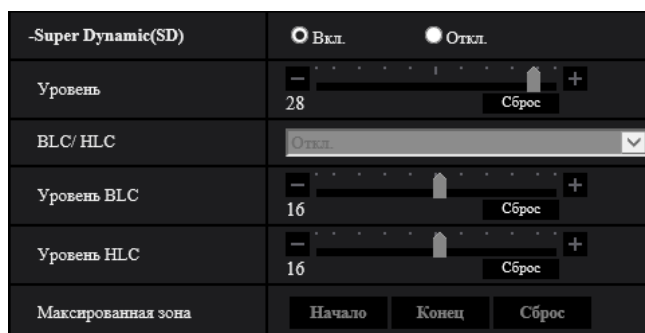 -Super Dynamic(SD) Вкл. Откл.
Уровень 28 Сброс
BLC/ HLC Откл.
Уровень BLC 16 Сброс
Уровень HLC 16 Сброс
Максированная зона Начало Конец Сброс